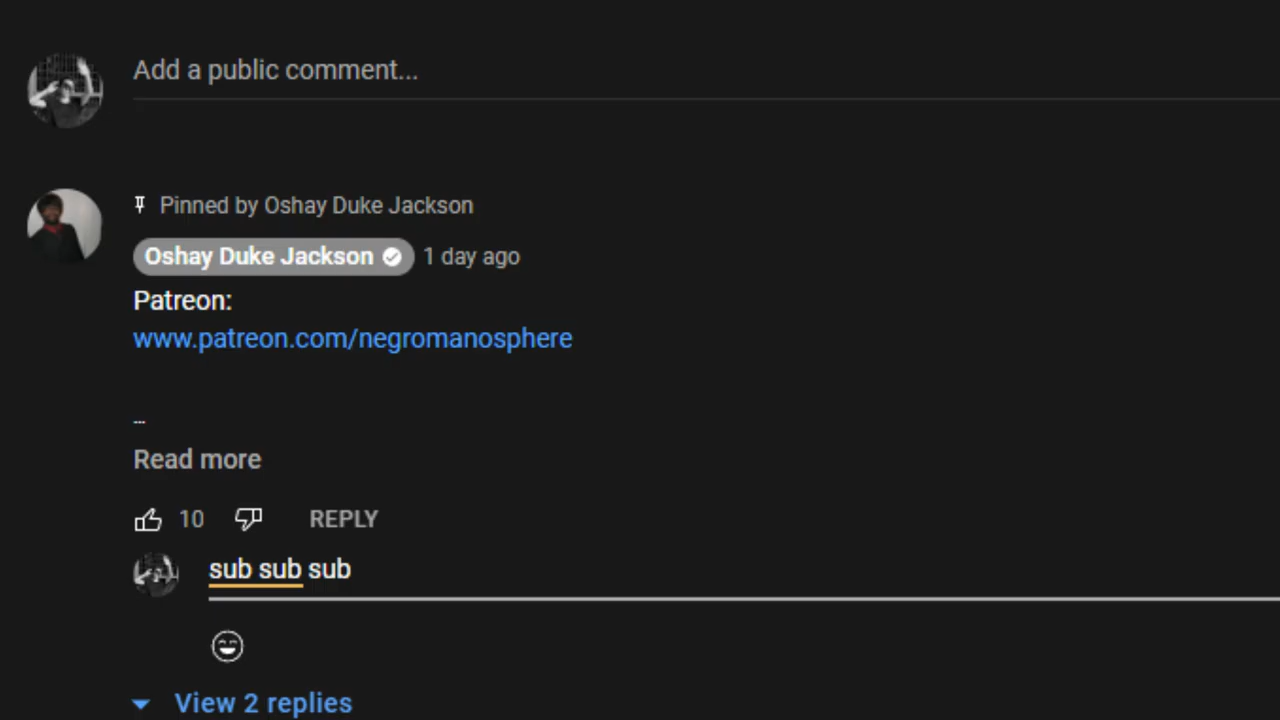 Add a public comment...
Pinned by Oshay Duke Jackson
Oshay Duke Jackson 1 day ago
Patreon:
www.patreon.com/negromanosphere
...
Read more
10 REPLY
sub sub sub
View 2 replies